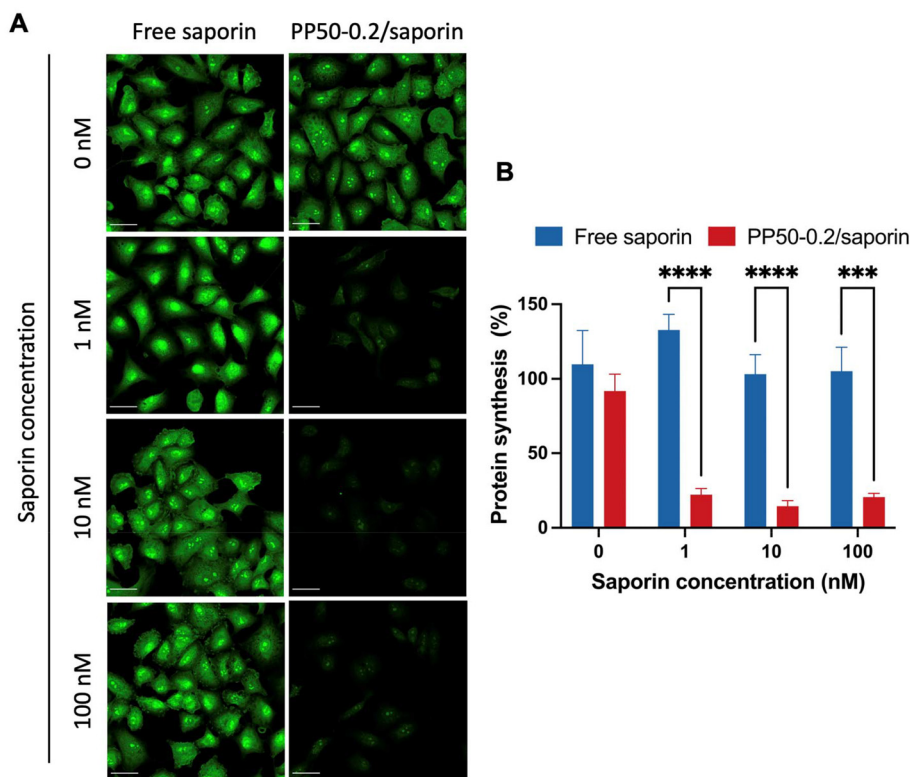 A
Free saporin
PP50-0.2/saporin
Saporin concentration
0 nM
1 nM
10 nM
100 nM
B
Free saporin
PP50-0.2/saporin
****
****
***
Protein synthesis (%)
150
100
50
0
0
1
10
100
Saporin concentration (nM)